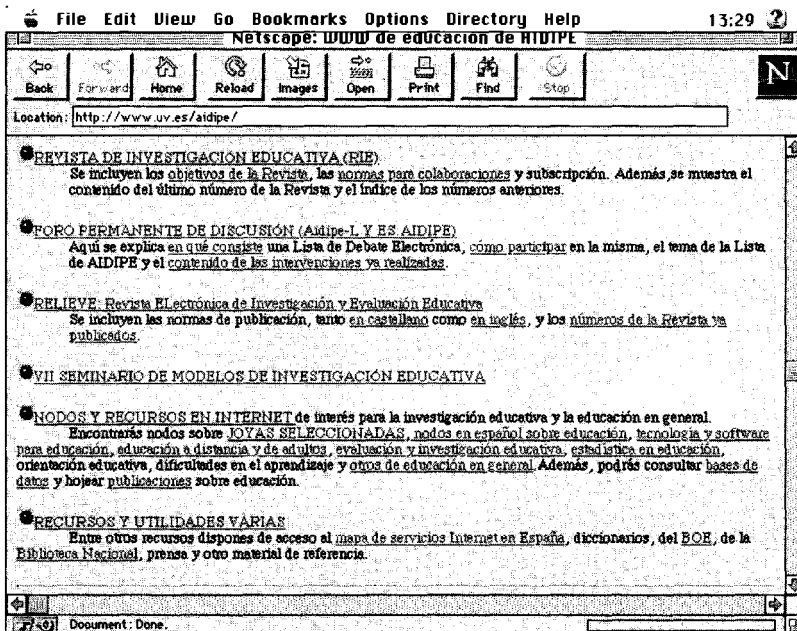 File Edit View Go Bookmarks Options Directory Help 13:29
Netscape: WWW de educación de AIDIPE
Back Forward Home Reload Images Open Print Find Stop
N
Location: http://www.uv.es/aidipe/
REVISTA DE INVESTIGACIÓN EDUCATIVA (RIE)
Se incluyen los objetivos de la Revista, las normas para colaboraciones y subscripción. Además,se muestra el
contenido del último número de la Revista y el índice de los números anteriores.
FORO PERMANENTE DE DISCUSIÓN (Aidipe-L Y ES AIDIPE)
Aquí se explica en qué consiste una Lista de Debate Electrónica, cómo participar en la misma, el tema de la Lista
de AIDIPE y el contenido de las intervenciones ya realizadas.
RELIEVE: Revista ELectrónica de Investigación y Evaluación Educativa
Se incluyen las normas de publicación, tanto en castellano como en inglés, y los números de la Revista ya
publicados.
VII SEMINARIO DE MODELOS DE INVESTIGACIÓN EDUCATIVA
NODOS Y RECURSOS EN INTERNET de interés para la investigación educativa y la educación en general.
Encontrarás nodos sobre JOYAS SELECCIONADAS, nodos en español sobre educación, tecnología y software
para educación, educación a distancia y de adultos, evaluación y investigación educativa, estadística en educación,
orientación educativa, dificultades en el aprendizaje y otros de educación en general.Además, podrás consultar bases de
datos y hojear publicaciones sobre educación.
RECURSOS Y UTILIDADES VARIAS
Entre otros recursos dispones de acceso al mapa de servicios Internet en España, diccionarios, del BOE, de la
Biblioteca Nacional, prensa y otro material de referencia.
Document: Done.